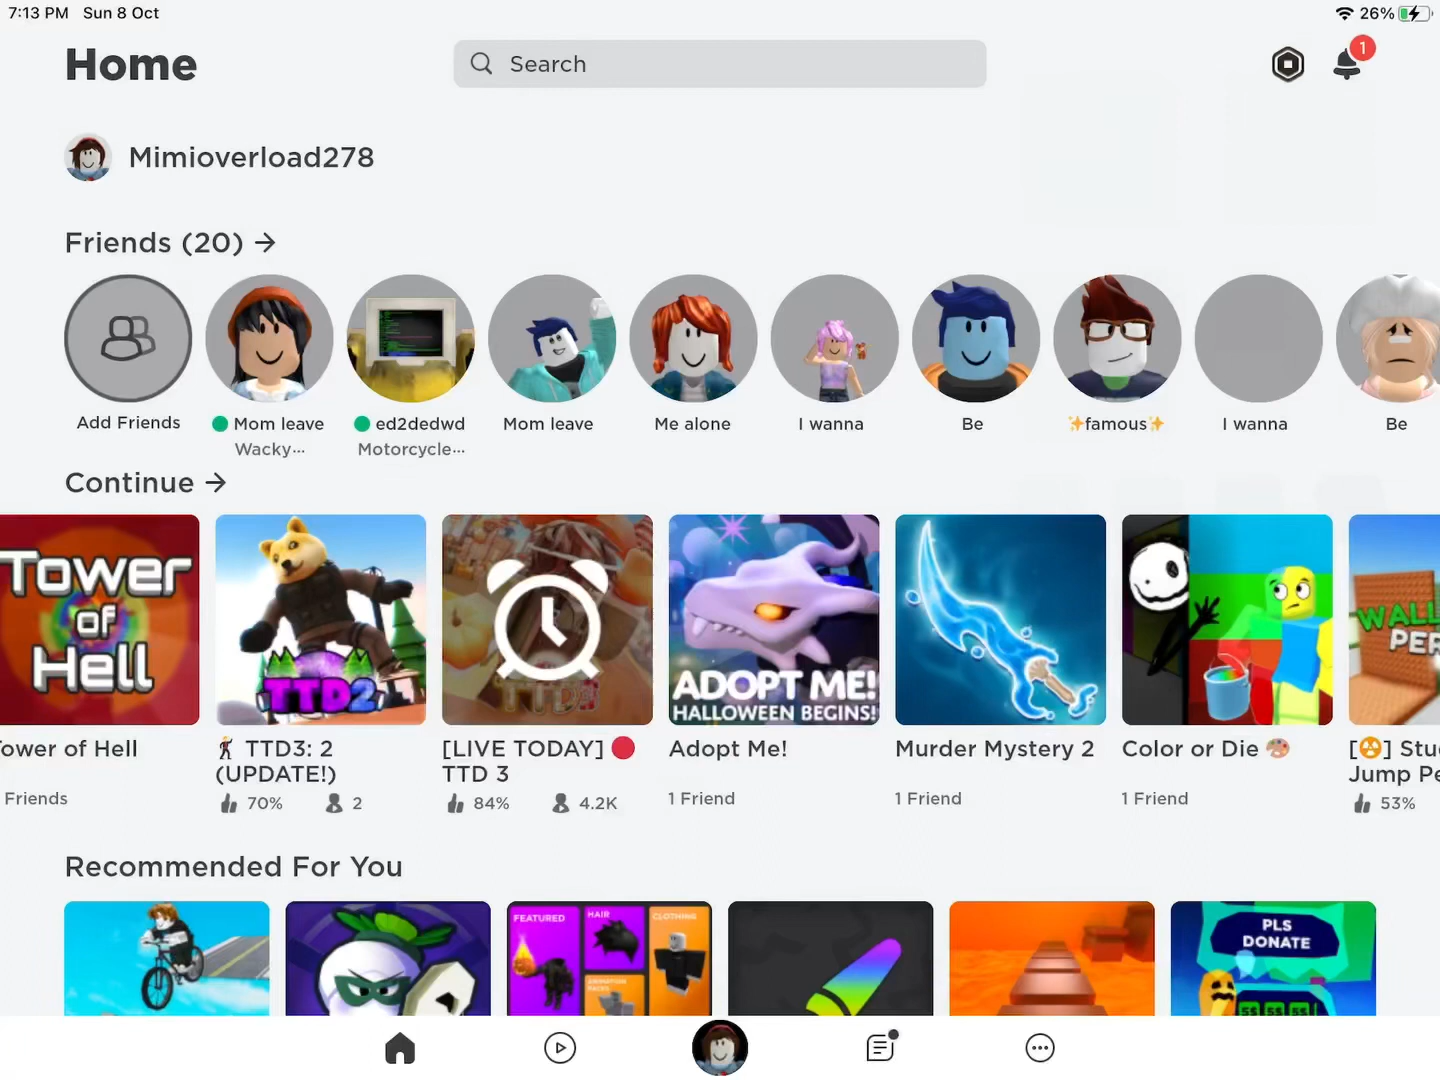 7:13 PM Sun 8 Oct
26%
Home
Search
1
Mimioverload278
Friends (20) →
Add Friends
Mom leave
Wacky···
ed2dedwd
Motorcycle···
Mom leave
Me alone
I wanna
Be
✨famous✨
I wanna
Be
Continue →
Tower
of
Hell
TTD2
TTD3
ADOPT ME!
HALLOWEEN BEGINS!
WALL
PER
Tower of Hell
Friends
🕺 TTD3: 2
(UPDATE!)
70% 2
[LIVE TODAY] 🔴
TTD 3
84% 4.2K
Adopt Me!
1 Friend
Murder Mystery 2
1 Friend
Color or Die 🎨
1 Friend
[☢️] Stu
Jump Pe
53%
Recommended For You
FEATURED
HAIR
CLOTHING
ANIMATION
PACKS
PLS
DONATE